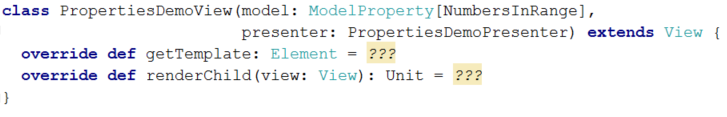 class PropertiesDemoView(model: ModelProperty[NumbersInRange],
                         presenter: PropertiesDemoPresenter) extends View {
  override def getTemplate: Element = ???
  override def renderChild(view: View): Unit = ???
}